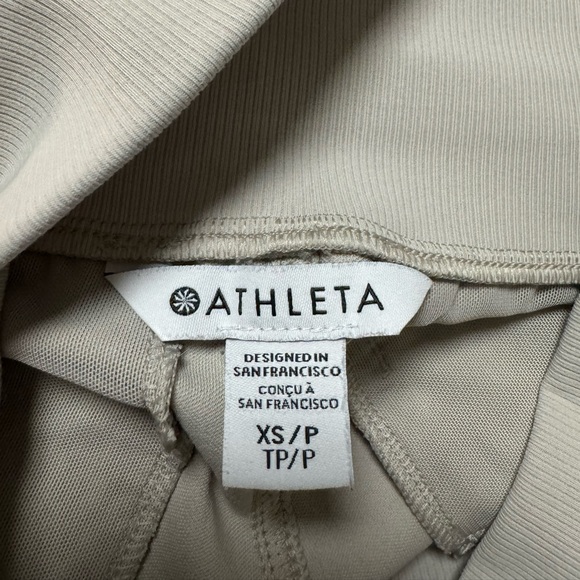 ATHLETA
DESIGNED IN
SAN FRANCISCO
CONÇU À
SAN FRANCISCO
XS/P
TP/P